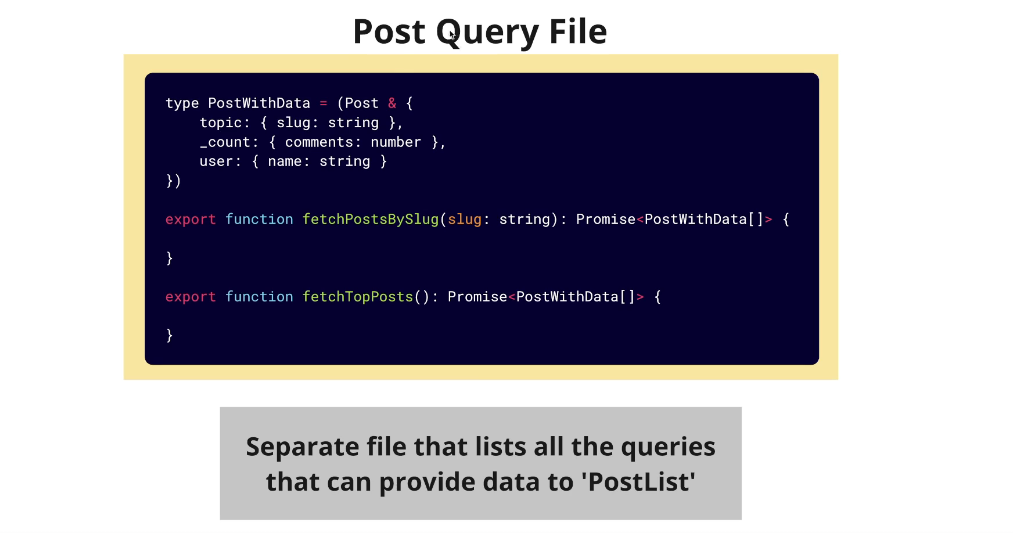 Post Query File
type PostWithData = (Post & {
topic: { slug: string },
_count: { comments: number },
user: { name: string }
})
export function fetchPostsBySlug(slug: string): Promise<PostWithData[]> {
}
export function fetchTopPosts(): Promise<PostWithData[]> {
}
Separate file that lists all the queries
that can provide data to 'PostList'